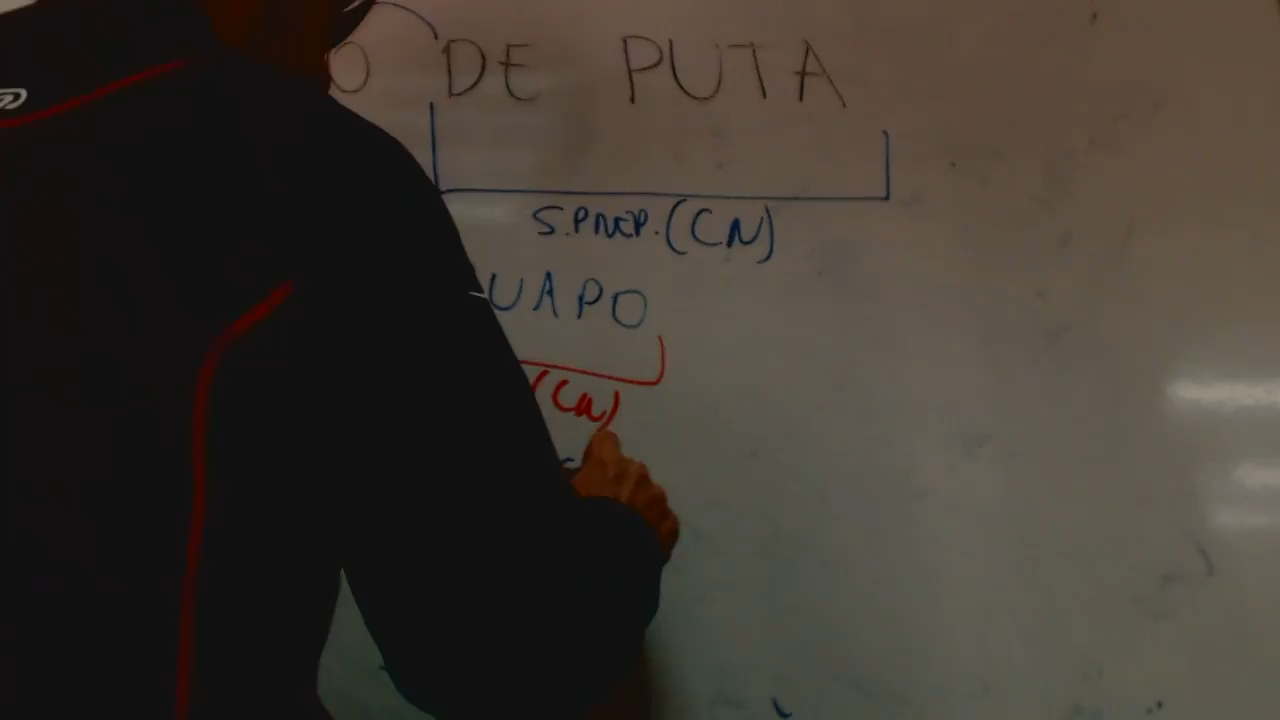 O DE PUTA
S.PREP. (CN)
UAPO
(CN)